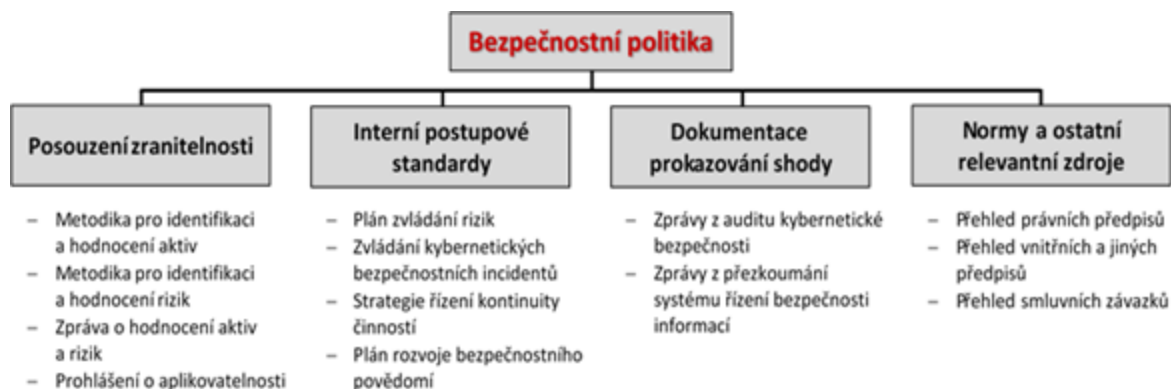 Bezpečnostní politika
Posouzení zranitelnosti
– Metodika pro identifikaci
a hodnocení aktiv
– Metodika pro identifikaci
a hodnocení rizik
– Zpráva o hodnocení aktiv
a rizik
– Prohlášení o aplikovatelnosti
Interní postupové
standardy
– Plán zvládání rizik
– Zvládání kybernetických
bezpečnostních incidentů
– Strategie řízení kontinuity
činností
– Plán rozvoje bezpečnostního
povědomí
Dokumentace
prokazování shody
– Zprávy z auditu kybernetické
bezpečnosti
– Zprávy z přezkoumání
systému řízení bezpečnosti
informací
Normy a ostatní
relevantní zdroje
– Přehled právních předpisů
– Přehled vnitřních a jiných
předpisů
– Přehled smluvních závazků